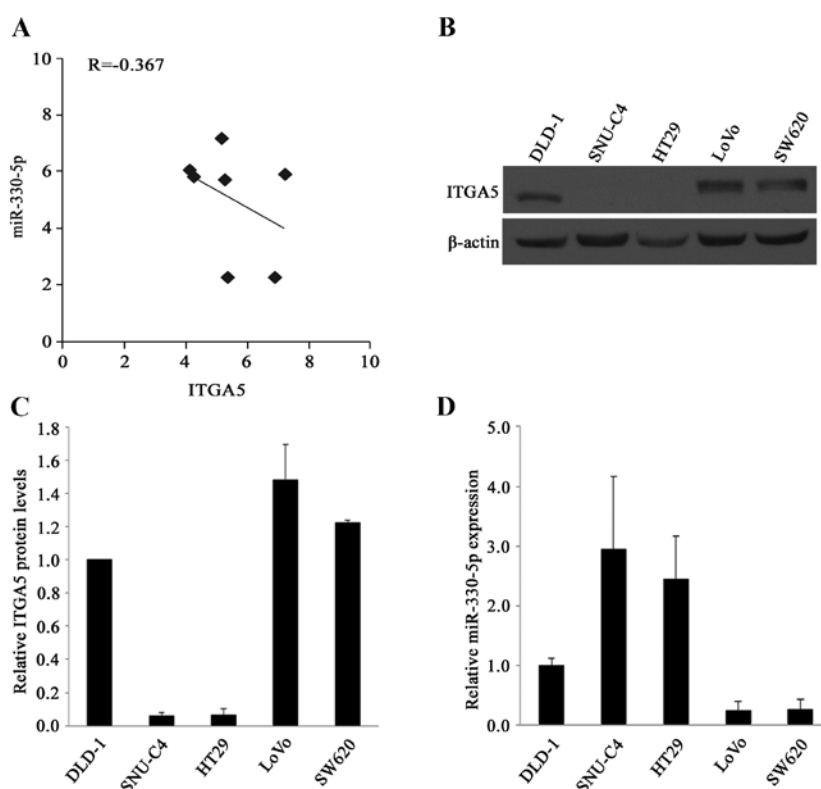 A
R=-0.367
miR-330-5p
10
8
6
4
2
0
0 2 4 6 8 10
ITGA5
B
DLD-1 SNU-C4 HT29 LoVo SW620
ITGA5
β-actin
C
Relative ITGA5 protein levels
1.8
1.6
1.4
1.2
1.0
0.8
0.6
0.4
0.2
0.0
DLD-1 SNU-C4 HT29 LoVo SW620
D
Relative miR-330-5p expression
5.0
4.0
3.0
2.0
1.0
0.0
DLD-1 SNU-C4 HT29 LoVo SW620